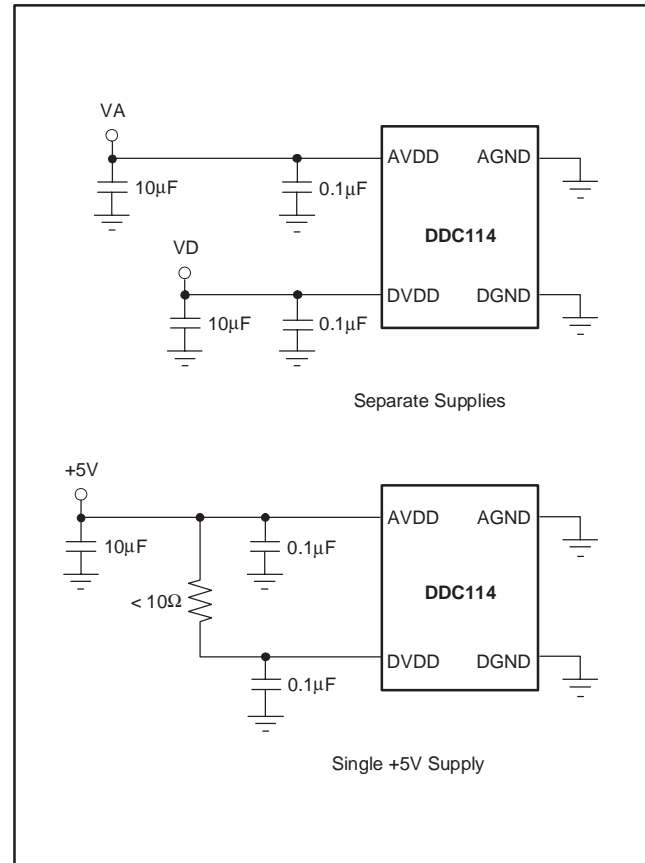 VA
AVDD
AGND
10µF
0.1µF
DDC114
VD
DVDD
DGND
10µF
0.1µF
Separate Supplies
+5V
AVDD
AGND
10µF
0.1µF
DDC114
< 10Ω
DVDD
DGND
0.1µF
Single +5V Supply